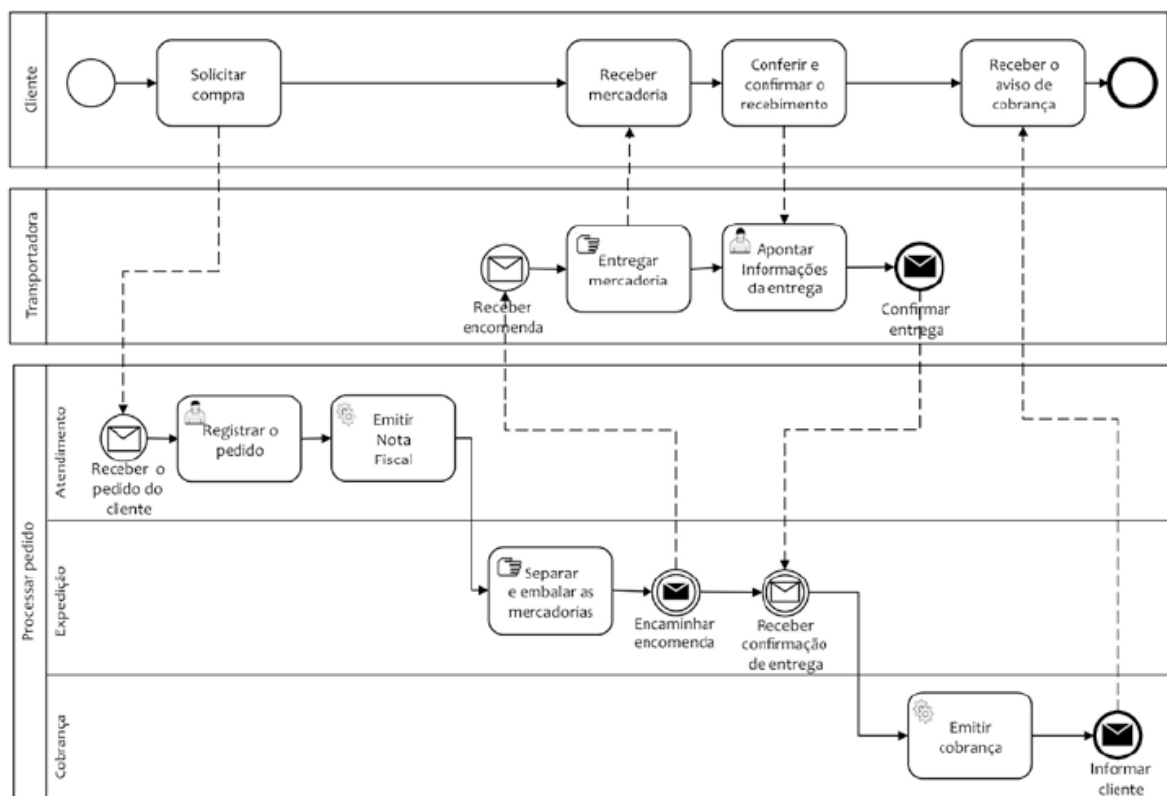 Cliente
Solicitar
compra
Receber
mercadoria
Conferir e
confirmar o
recebimento
Receber o
aviso de
cobrança
Transportadora
Receber
encomenda
Entregar
mercadoria
Apontar
Informações
da entrega
Confirmar
entrega
Processar pedido
Atendimento
Receber o
pedido do
cliente
Registrar o
pedido
Emitir
Nota
Fiscal
Expedição
Separar
e embalar as
mercadorias
Encaminhar
encomenda
Receber
confirmação
de entrega
Cobrança
Emitir
cobrança
Informar
cliente